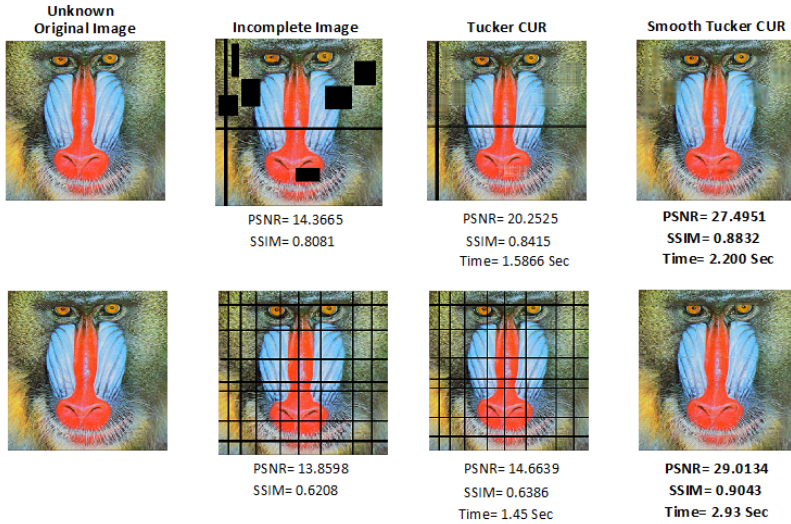 Unknown
Original Image
Incomplete Image
Tucker CUR
Smooth Tucker CUR
PSNR= 14.3665
SSIM= 0.8081
PSNR= 20.2525
SSIM= 0.8415
Time= 1.5866 Sec
PSNR= 27.4951
SSIM= 0.8832
Time= 2.200 Sec
PSNR= 13.8598
SSIM= 0.6208
PSNR= 14.6639
SSIM= 0.6386
Time= 1.45 Sec
PSNR= 29.0134
SSIM= 0.9043
Time= 2.93 Sec